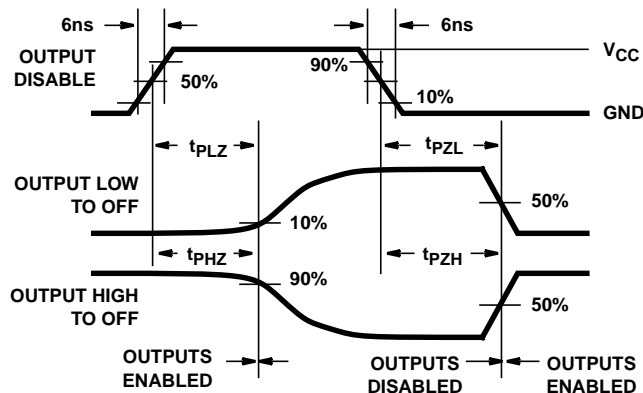 6ns
6ns
OUTPUT
DISABLE
90%
50%
10%
VCC
GND
tPLZ
tPZL
OUTPUT LOW
TO OFF
10%
50%
tPHZ
tPZH
OUTPUT HIGH
TO OFF
90%
50%
OUTPUTS
ENABLED
OUTPUTS
DISABLED
OUTPUTS
ENABLED